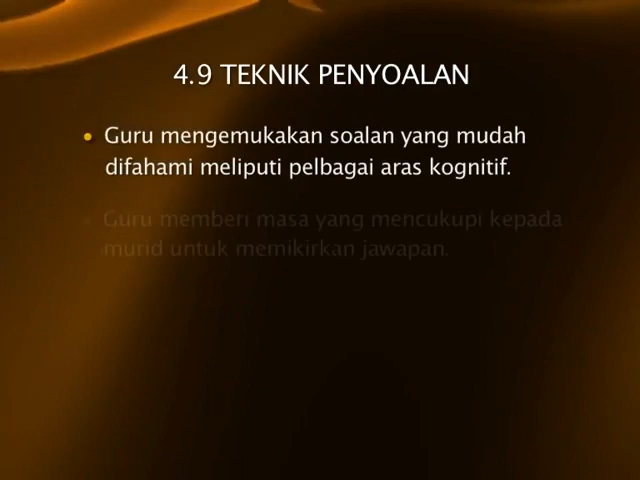 4.9 TEKNIK PENYOALAN
• Guru mengemukakan soalan yang mudah
difahami meliputi pelbagai aras kognitif.
• Guru memberi masa yang mencukupi kepada
murid untuk memikirkan jawapan.